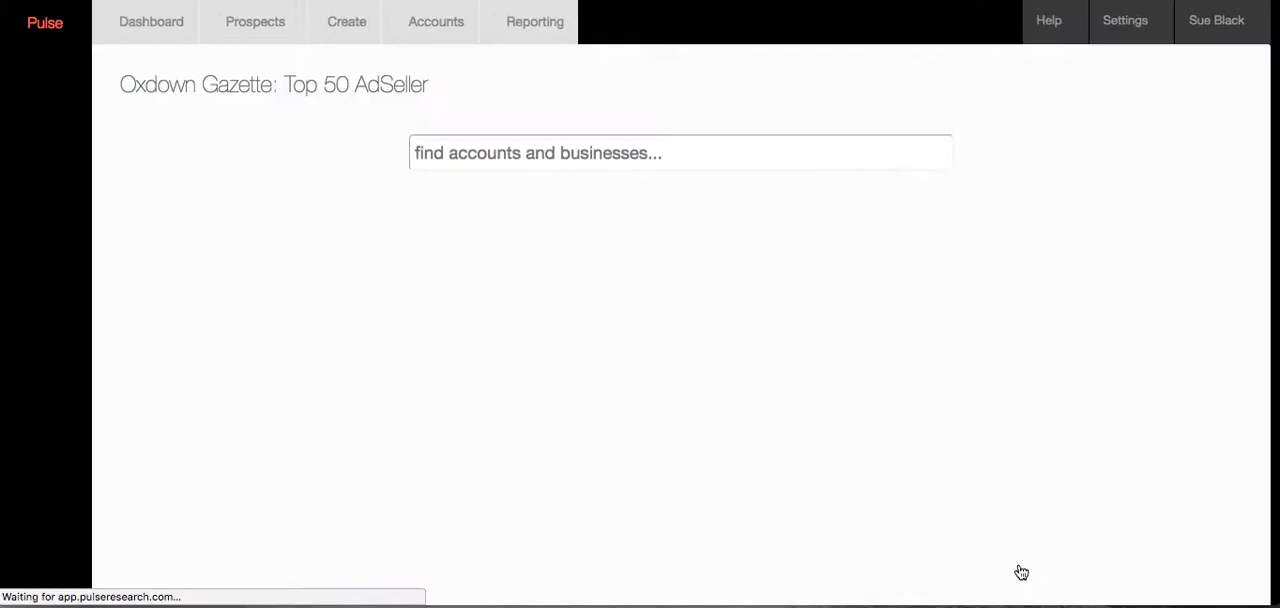 Pulse
Dashboard
Prospects
Create
Accounts
Reporting
Help
Settings
Sue Black
Oxdown Gazette: Top 50 AdSeller
find accounts and businesses...
Waiting for app.pulseresearch.com...